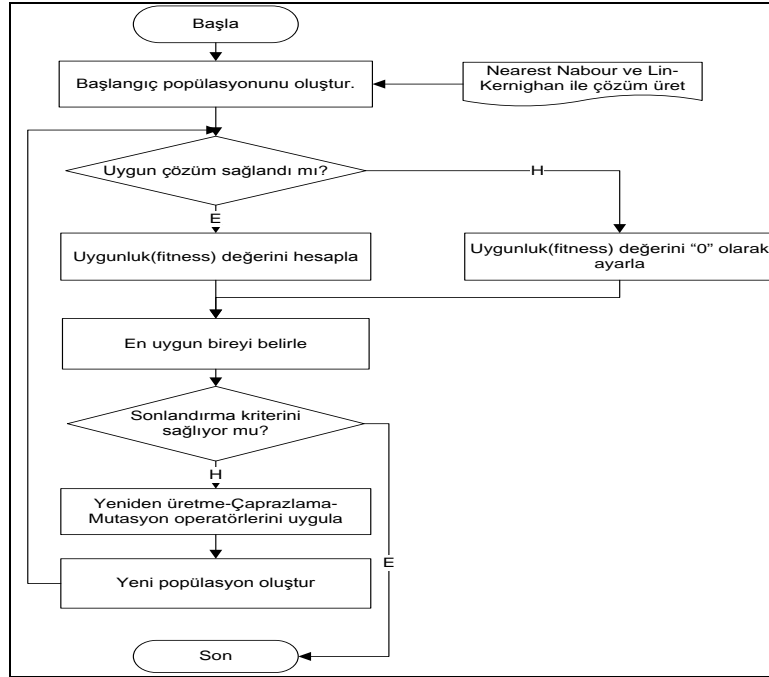 Başla
Başlangıç popülasyonunu oluştur.
Nearest Nabour ve Lin-
Kernighan ile çözüm üret
Uygun çözüm sağlandı mı?
H
E
Uygunluk(fitness) değerini hesapla
Uygunluk(fitness) değerini “0” olarak
ayarla
En uygun bireyi belirle
Sonlandırma kriterini
sağlıyor mu?
H
Yeniden üretme-Çaprazlama-
Mutasyon operatörlerini uygula
E
Yeni popülasyon oluştur
Son